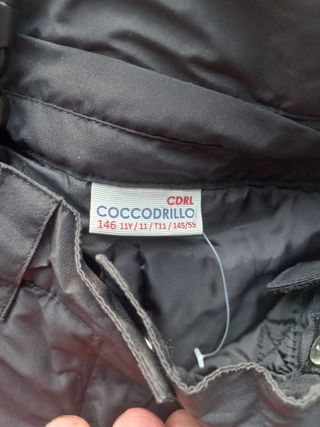 CDRL
COCCODRILLO
146 11Y / 11 / T11 / 145/55